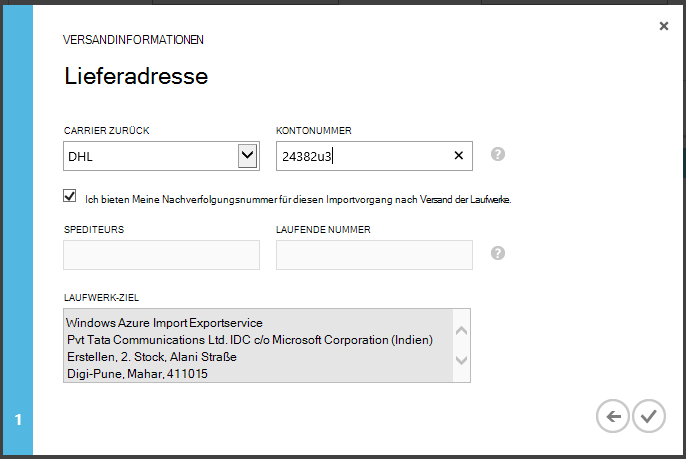 VERSANDINFORMATIONEN
Lieferadresse
CARRIER ZURÜCK KONTONUMMER
DHL 24382u3
Ich bieten Meine Nachverfolgungsnummer für diesen Importvorgang nach Versand der Laufwerke.
SPEDITEURS LAUFENDE NUMMER
LAUFWERK-ZIEL
Windows Azure Import Exportservice
Pvt Tata Communications Ltd. IDC c/o Microsoft Corporation (Indien)
Erstellen, 2. Stock, Alani Straße
Digi-Pune, Mahar, 411015
1